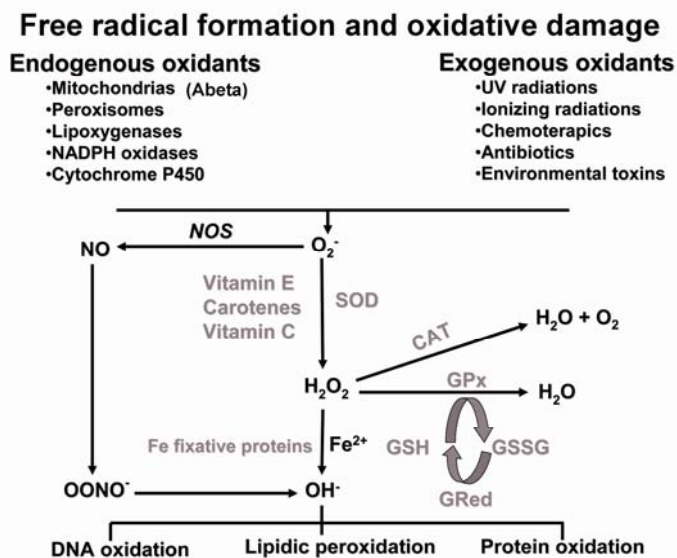 Free radical formation and oxidative damage
Endogenous oxidants
•Mitochondrias (Abeta)
•Peroxisomes
•Lipoxygenases
•NADPH oxidases
•Cytochrome P450
Exogenous oxidants
•UV radiations
•Ionizing radiations
•Chemoterapics
•Antibiotics
•Environmental toxins
NO
NOS
O₂⁻
Vitamin E
Carotenes
Vitamin C
SOD
CAT
H₂O + O₂
H₂O₂
GPx
H₂O
Fe fixative proteins
Fe²⁺
GSH
GSSG
GRed
OONO⁻
OH⁻
DNA oxidation
Lipidic peroxidation
Protein oxidation